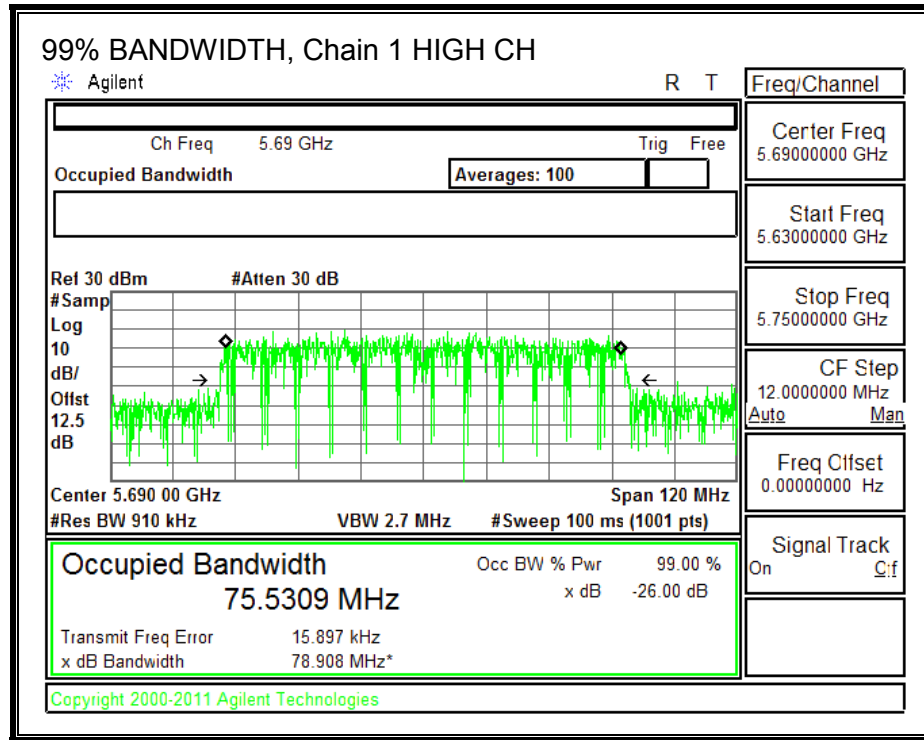 99% BANDWIDTH, Chain 1 HIGH CH
Agilent R T
Freq/Channel
Ch Freq 5.69 GHz Trig Free
Occupied Bandwidth Averages: 100
Center Freq
5.69000000 GHz
Start Freq
5.63000000 GHz
Stop Freq
5.75000000 GHz
CF Step
12.0000000 MHz
Auto Man
Freq Offset
0.00000000 Hz
Signal Track
On Off
Ref 30 dBm #Atten 30 dB
#Samp
Log
10
dB/
Offst
12.5
dB
Center 5.690 00 GHz Span 120 MHz
#Res BW 910 kHz VBW 2.7 MHz #Sweep 100 ms (1001 pts)
Occupied Bandwidth Occ BW % Pwr 99.00 %
75.5309 MHz x dB -26.00 dB
Transmit Freq Error 15.897 kHz
x dB Bandwidth 78.908 MHz*
Copyright 2000-2011 Agilent Technologies